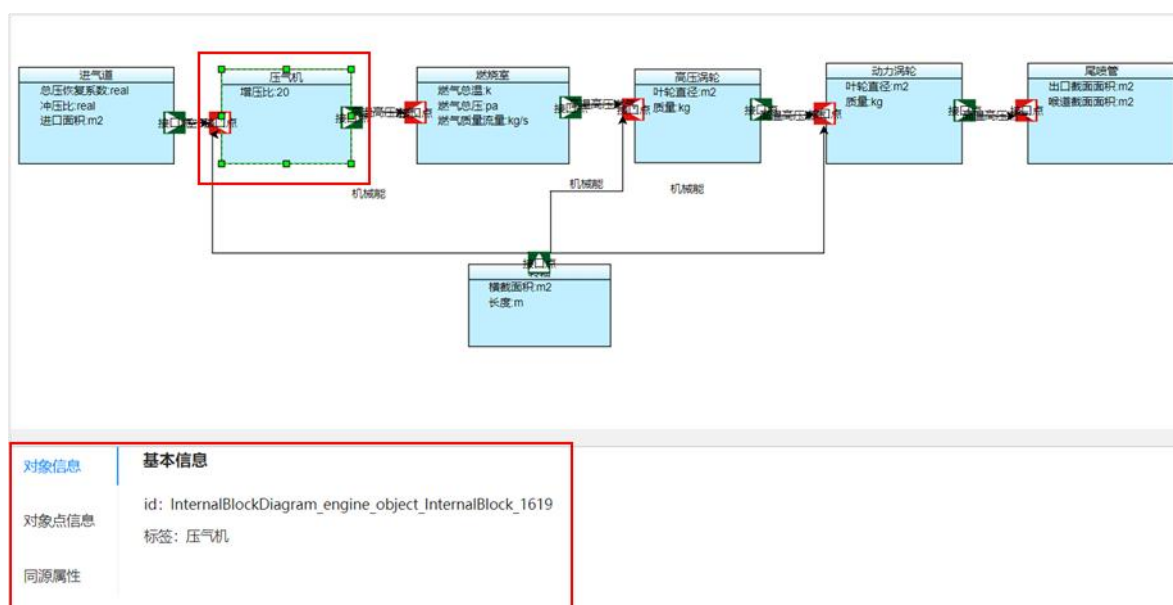 进气道
总压恢复系数:real
冲压比:real
进口面积:m2
压气机
增压比:20
燃烧室
燃气总温:k
燃气总压:pa
燃气质量流量:kg/s
高压涡轮
叶轮直径:m2
质量:kg
动力涡轮
叶轮直径:m2
质量:kg
尾喷管
出口截面面积:m2
喉道截面面积:m2
机械能
机械能
机械能
横截面积:m2
长度:m
对象信息
对象点信息
同源属性
基本信息
id: InternalBlockDiagram_engine_object_InternalBlock_1619
标签：压气机